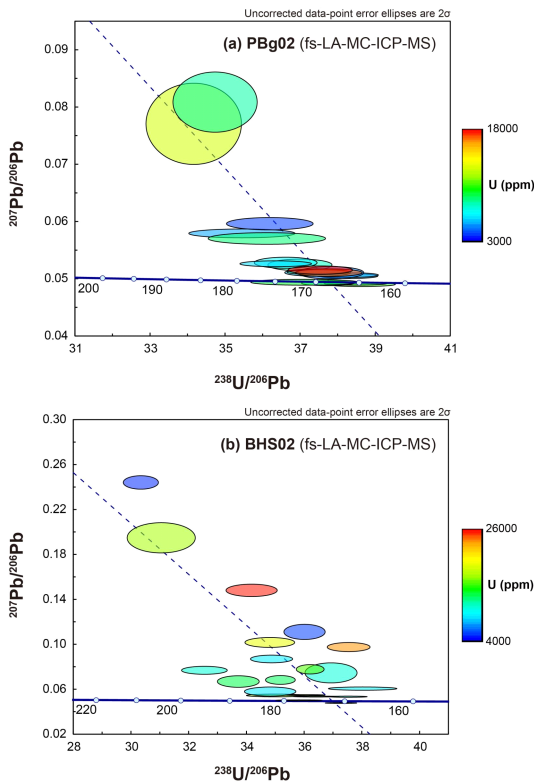 Uncorrected data-point error ellipses are 2σ
(a) PBg02 (fs-LA-MC-ICP-MS)
0.09
0.08
0.07
0.06
0.05
0.04
207Pb/206Pb
200 190 180 170 160
31 33 35 37 39 41
238U/206Pb
18000
U (ppm)
3000
Uncorrected data-point error ellipses are 2σ
(b) BHS02 (fs-LA-MC-ICP-MS)
0.30
0.26
0.22
0.18
0.14
0.10
0.06
0.02
207Pb/206Pb
220 200 180 160
28 30 32 34 36 38 40
238U/206Pb
26000
U (ppm)
4000